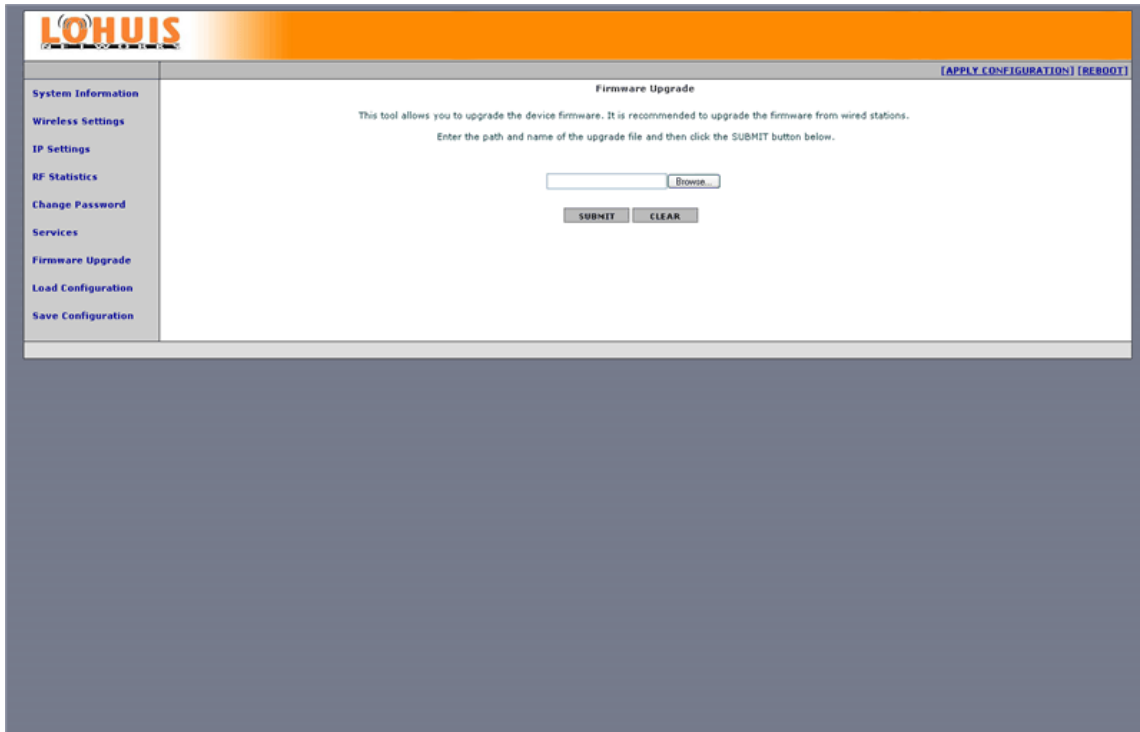 LOHUIS
NETWORKS
[APPLY CONFIGURATION] [REBOOT]
System Information
Wireless Settings
IP Settings
RF Statistics
Change Password
Services
Firmware Upgrade
Load Configuration
Save Configuration
Firmware Upgrade
This tool allows you to upgrade the device firmware. It is recommended to upgrade the firmware from wired stations.
Enter the path and name of the upgrade file and then click the SUBMIT button below.
Browse...
SUBMIT CLEAR